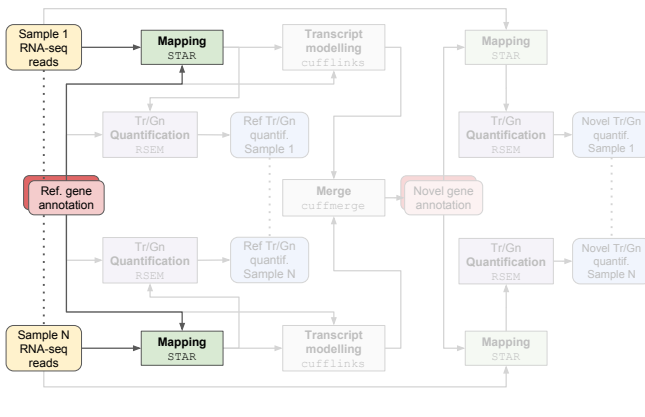 Sample 1
RNA-seq
reads
Mapping
STAR
Transcript
modelling
cufflinks
Mapping
STAR
Tr/Gn
Quantification
RSEM
Ref Tr/Gn
quantif.
Sample 1
Tr/Gn
Quantification
RSEM
Novel Tr/Gn
quantif.
Sample 1
Ref. gene
annotation
Merge
cuffmerge
Novel gene
annotation
Tr/Gn
Quantification
RSEM
Ref Tr/Gn
quantif.
Sample N
Tr/Gn
Quantification
RSEM
Novel Tr/Gn
quantif.
Sample N
Sample N
RNA-seq
reads
Mapping
STAR
Transcript
modelling
cufflinks
Mapping
STAR